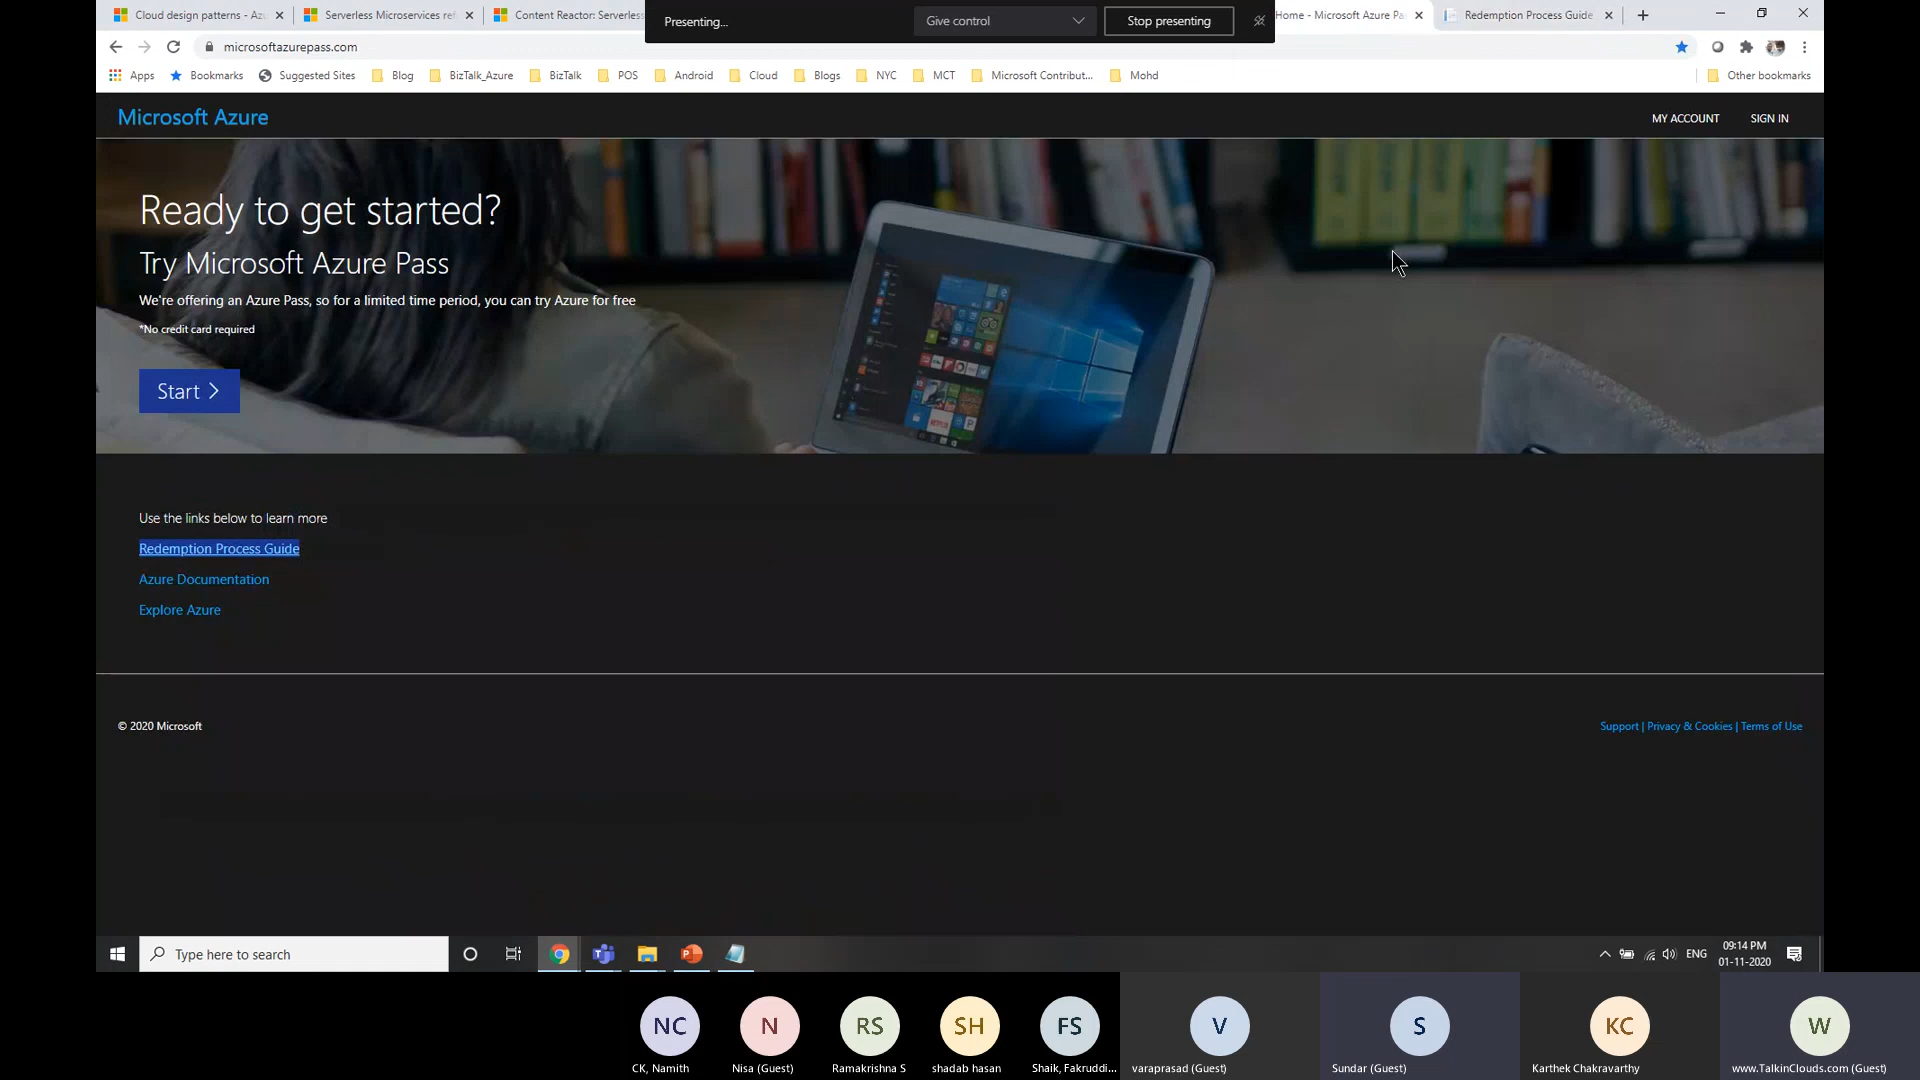 Cloud design patterns - Azu
Serverless Microservices ref
Content Reactor: Serverless
Presenting...
Give control
Stop presenting
Home - Microsoft Azure Pa
Redemption Process Guide
microsoftazurepass.com
Apps
Bookmarks
Suggested Sites
Blog
BizTalk_Azure
BizTalk
POS
Android
Cloud
Blogs
NYC
MCT
Microsoft Contribut...
Mohd
Other bookmarks
Microsoft Azure
MY ACCOUNT
SIGN IN
Ready to get started?
Try Microsoft Azure Pass
We're offering an Azure Pass, so for a limited time period, you can try Azure for free
*No credit card required
Start >
Use the links below to learn more
Redemption Process Guide
Azure Documentation
Explore Azure
© 2020 Microsoft
Support | Privacy & Cookies | Terms of Use
Type here to search
ENG
09:14 PM
01-11-2020
NC
N
RS
SH
FS
V
S
KC
W
CK, Namith
Nisa (Guest)
Ramakrishna S
shadab hasan
Shaik, Fakruddi...
varaprasad (Guest)
Sundar (Guest)
Karthek Chakravarthy
www.TalkinClouds.com (Guest)